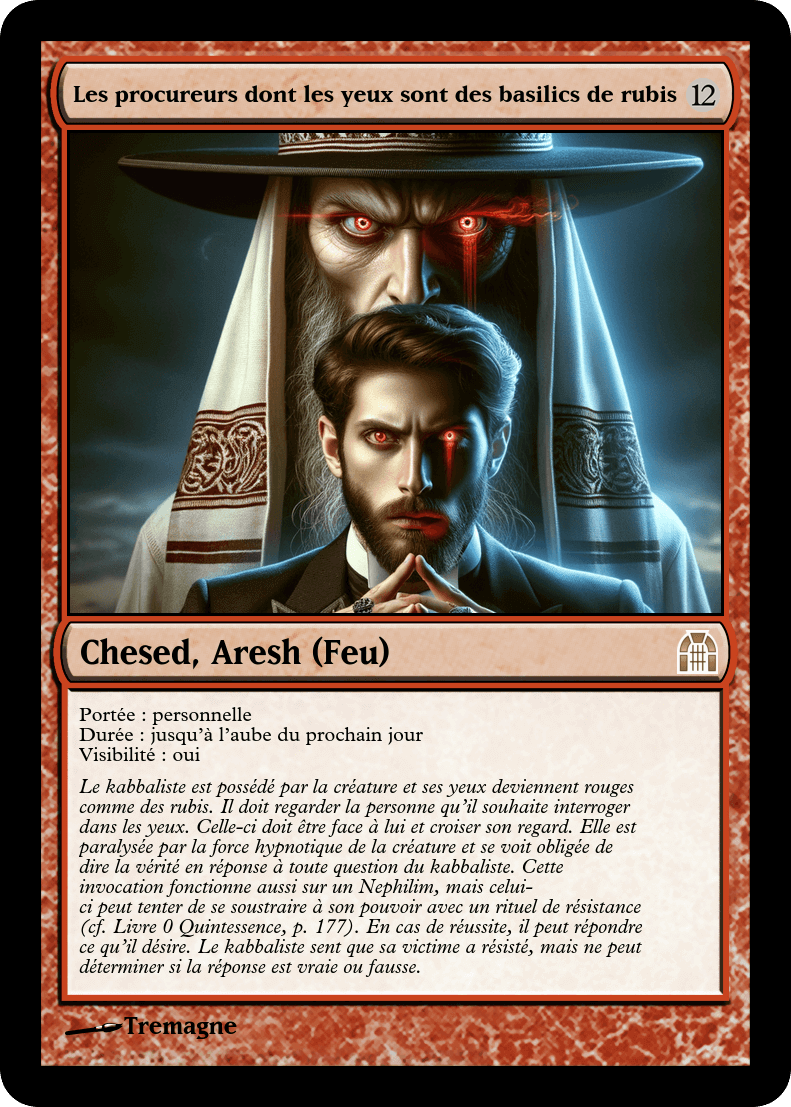 Les procureurs dont les yeux sont des basilics de rubis 12
Chesed, Aresh (Feu)
Portée : personnelle
Durée : jusqu'à l'aube du prochain jour
Visibilité : oui
Le kabbaliste est possédé par la créature et ses yeux deviennent rouges
comme des rubis. Il doit regarder la personne qu'il souhaite interroger
dans les yeux. Celle-ci doit être face à lui et croiser son regard. Elle est
paralysée par la force hypnotique de la créature et se voit obligée de
dire la vérité en réponse à toute question du kabbaliste. Cette
invocation fonctionne aussi sur un Nephilim, mais celui-
ci peut tenter de se soustraire à son pouvoir avec un rituel de résistance
(cf. Livre 0 Quintessence, p. 177). En cas de réussite, il peut répondre
ce qu'il désire. Le kabbaliste sent que sa victime a résisté, mais ne peut
déterminer si la réponse est vraie ou fausse.
Tremagne